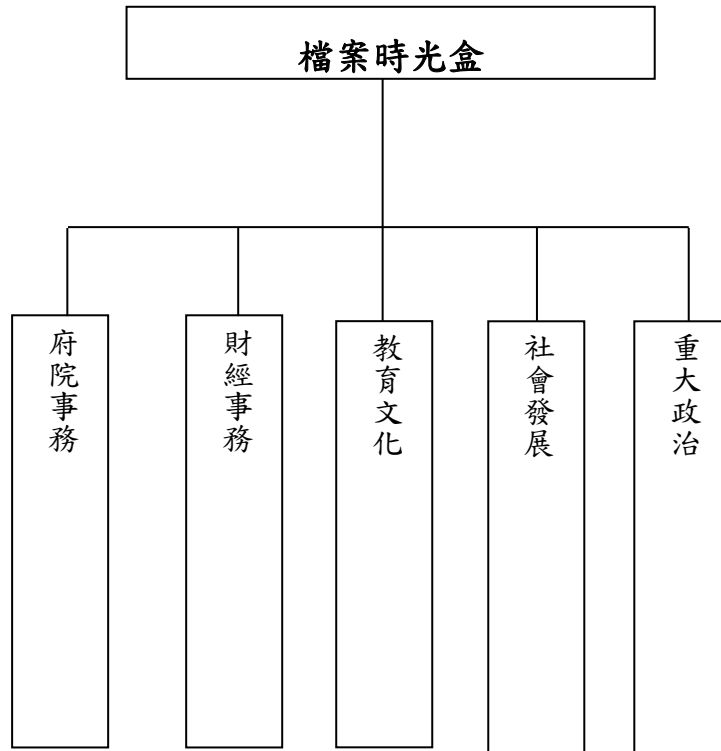 檔案時光盒
府院事務
財經事務
教育文化
社會發展
重大政治